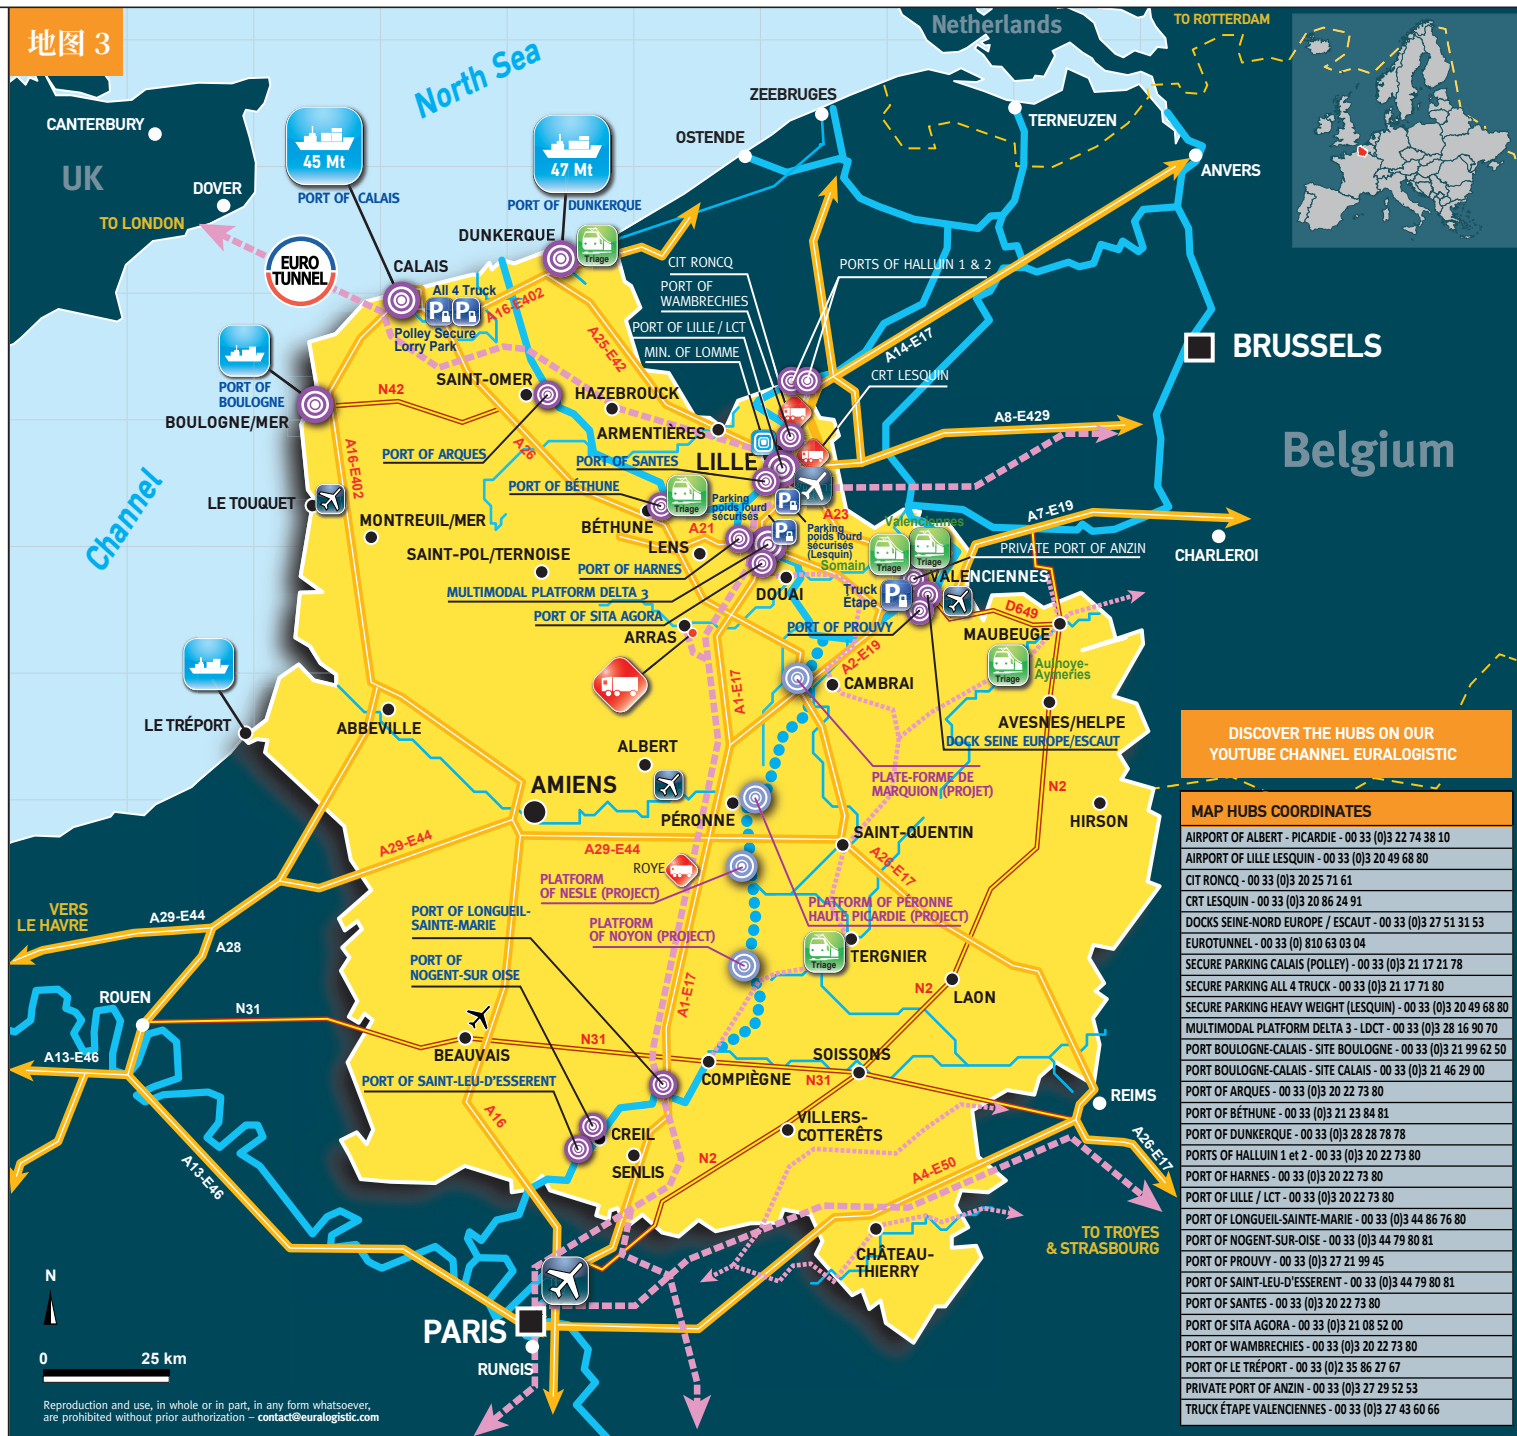 地图 3
North Sea
Netherlands
TO ROTTERDAM
ZEEBRUGES
TERNEUZEN
OSTENDE
ANVERS
CANTERBURY
UK
DOVER
TO LONDON
45 Mt
PORT OF CALAIS
47 Mt
PORT OF DUNKERQUE
DUNKERQUE
Triage
EURO
TUNNEL
CALAIS
All 4 Truck
Polley Secure
Lorry Park
A16-E402
A25-E42
CIT RONCQ
PORT OF
WAMBRECHIES
PORT OF LILLE / LCT
MIN. OF LOMME
PORTS OF HALLUIN 1 & 2
A14-E17
CRT LESQUIN
BRUSSELS
Belgium
A8-E429
PORT OF
BOULOGNE
BOULOGNE/MER
N42
SAINT-OMER
HAZEBROUCK
ARMENTIÈRES
LILLE
PORT OF ARQUES
A26
PORT OF SANTES
PORT OF BÉTHUNE
Triage
Parking
poids lourd
sécurisés
Channel
A16-E402
LE TOUQUET
MONTREUIL/MER
SAINT-POL/TERNOISE
BÉTHUNE
LENS
A21
A23
Parking
poids lourd
sécurisés
(Lesquin)
Valenciennes
Somain
Triage
Triage
A7-E19
CHARLEROI
PRIVATE PORT OF ANZIN
VALENCIENNES
PORT OF HARNES
MULTIMODAL PLATFORM DELTA 3
PORT OF SITA AGORA
DOUAI
Truck
Étape
PORT OF PROUVY
D649
MAUBEUGE
ARRAS
Triage
Aulnoye-
Aymeries
A2-E19
CAMBRAI
A1-E17
AVESNES/HELPE
DOCK SEINE EUROPE/ESCAUT
LE TRÉPORT
ABBEVILLE
ALBERT
AMIENS
PÉRONNE
PLATE-FORME DE
MARQUION (PROJET)
N2
HIRSON
SAINT-QUENTIN
A29-E44
A29-E44
ROYE
A26-E17
PLATFORM
OF NESLE (PROJECT)
PLATFORM OF PÉRONNE
HAUTE PICARDIE (PROJECT)
PLATFORM
OF NOYON (PROJECT)
VERS
LE HAVRE
A29-E44
A28
PORT OF LONGUEIL-
SAINTE-MARIE
PORT OF
NOGENT-SUR OISE
Triage
TERGNIER
A1-E17
N2
LAON
ROUEN
N31
BEAUVAIS
N31
SOISSONS
COMPIÈGNE
N31
A13-E46
PORT OF SAINT-LEU-D'ESSERENT
A16
CREIL
SENLIS
VILLERS-
COTTERÊTS
REIMS
A26-E17
N2
A4-E50
A13-E46
TO TROYES
& STRASBOURG
CHÂTEAU-
THIERRY
PARIS
RUNGIS
N
0 25 km
Reproduction and use, in whole or in part, in any form whatsoever,
are prohibited without prior authorization – contact@euralogistic.com
DISCOVER THE HUBS ON OUR
YOUTUBE CHANNEL EURALOGISTIC
MAP HUBS COORDINATES
AIRPORT OF ALBERT - PICARDIE - 00 33 (0)3 22 74 38 10
AIRPORT OF LILLE LESQUIN - 00 33 (0)3 20 49 68 80
CIT RONCQ - 00 33 (0)3 20 25 71 61
CRT LESQUIN - 00 33 (0)3 20 86 24 91
DOCKS SEINE-NORD EUROPE / ESCAUT - 00 33 (0)3 27 51 31 53
EUROTUNNEL - 00 33 (0) 810 63 03 04
SECURE PARKING CALAIS (POLLEY) - 00 33 (0)3 21 17 21 78
SECURE PARKING ALL 4 TRUCK - 00 33 (0)3 21 17 71 80
SECURE PARKING HEAVY WEIGHT (LESQUIN) - 00 33 (0)3 20 49 68 80
MULTIMODAL PLATFORM DELTA 3 - LDCT - 00 33 (0)3 28 16 90 70
PORT BOULOGNE-CALAIS - SITE BOULOGNE - 00 33 (0)3 21 99 62 50
PORT BOULOGNE-CALAIS - SITE CALAIS - 00 33 (0)3 21 46 29 00
PORT OF ARQUES - 00 33 (0)3 20 22 73 80
PORT OF BÉTHUNE - 00 33 (0)3 21 23 84 81
PORT OF DUNKERQUE - 00 33 (0)3 28 28 78 78
PORTS OF HALLUIN 1 et 2 - 00 33 (0)3 20 22 73 80
PORT OF HARNES - 00 33 (0)3 20 22 73 80
PORT OF LILLE / LCT - 00 33 (0)3 20 22 73 80
PORT OF LONGUEIL-SAINTE-MARIE - 00 33 (0)3 44 86 76 80
PORT OF NOGENT-SUR-OISE - 00 33 (0)3 44 79 80 81
PORT OF PROUVY - 00 33 (0)3 27 21 99 45
PORT OF SAINT-LEU-D'ESSERENT - 00 33 (0)3 44 79 80 81
PORT OF SANTES - 00 33 (0)3 20 22 73 80
PORT OF SITA AGORA - 00 33 (0)3 21 08 52 00
PORT OF WAMBRECHIES - 00 33 (0)3 20 22 73 80
PORT OF LE TRÉPORT - 00 33 (0)2 35 86 27 67
PRIVATE PORT OF ANZIN - 00 33 (0)3 27 29 52 53
TRUCK ÉTAPE VALENCIENNES - 00 33 (0)3 27 43 60 66